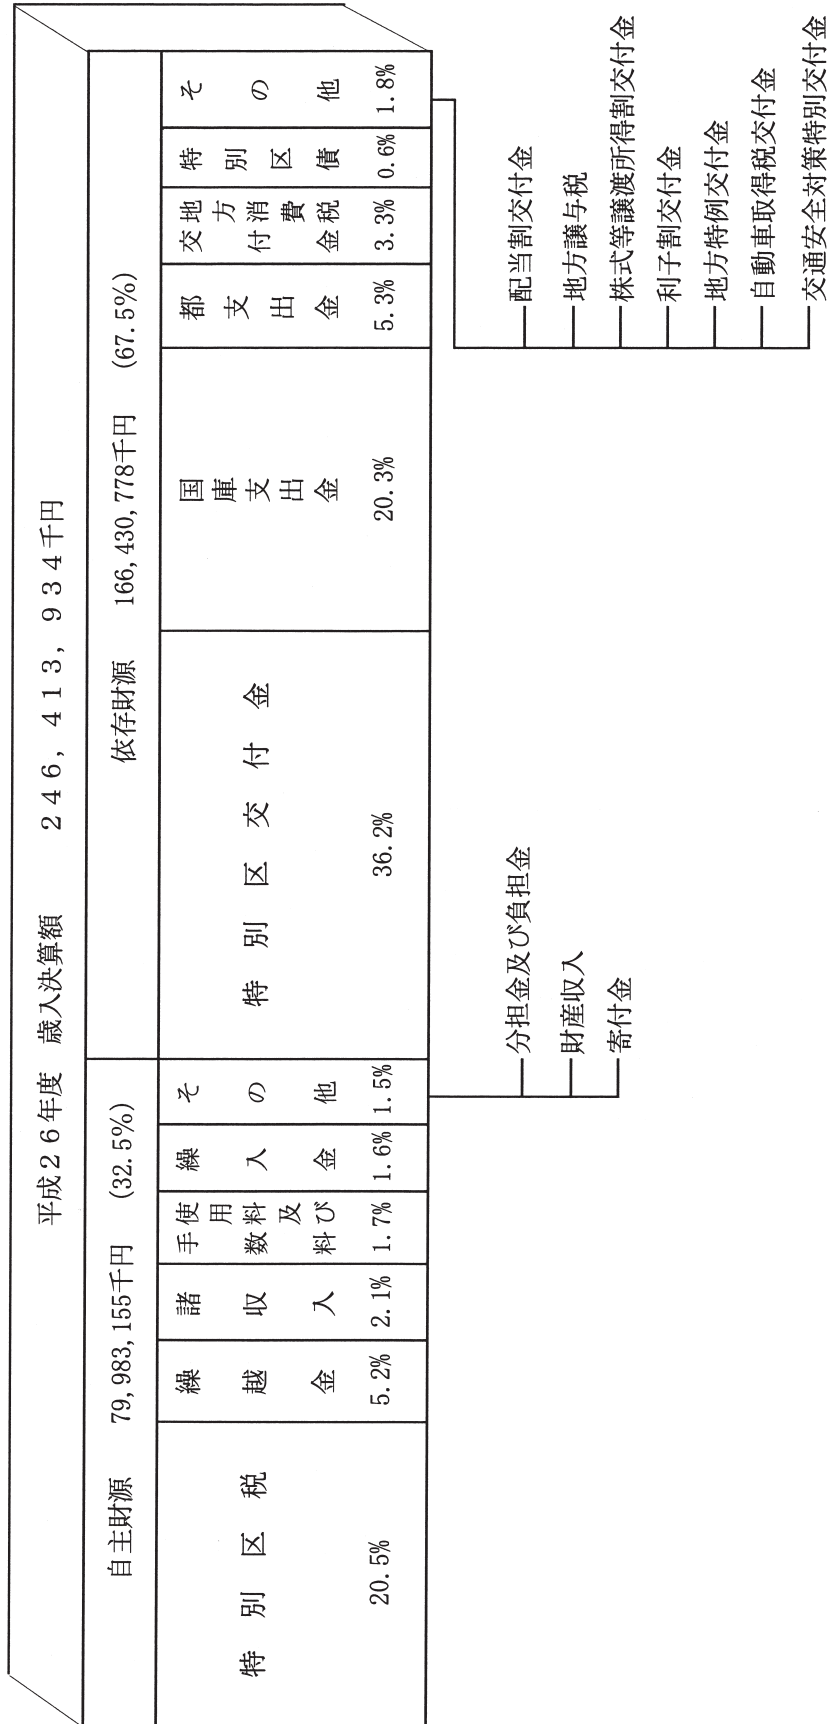 平成２６年度　歳入決算額　２４６，４１３，９３４千円
自主財源　79,983,155千円　(32.5%)
依存財源　166,430,778千円　(67.5%)
特別区税
20.5%
繰越金
5.2%
諸収入
2.1%
使用料及び
手数料
1.7%
繰入金
1.6%
その他
1.5%
特別区交付金
36.2%
国庫支出金
20.3%
都支出金
5.3%
地方消費税
交付金
3.3%
特別区債
0.6%
その他
1.8%
分担金及び負担金
財産収入
寄付金
配当割交付金
地方譲与税
株式等譲渡所得割交付金
利子割交付金
地方特例交付金
自動車取得税交付金
交通安全対策特別交付金